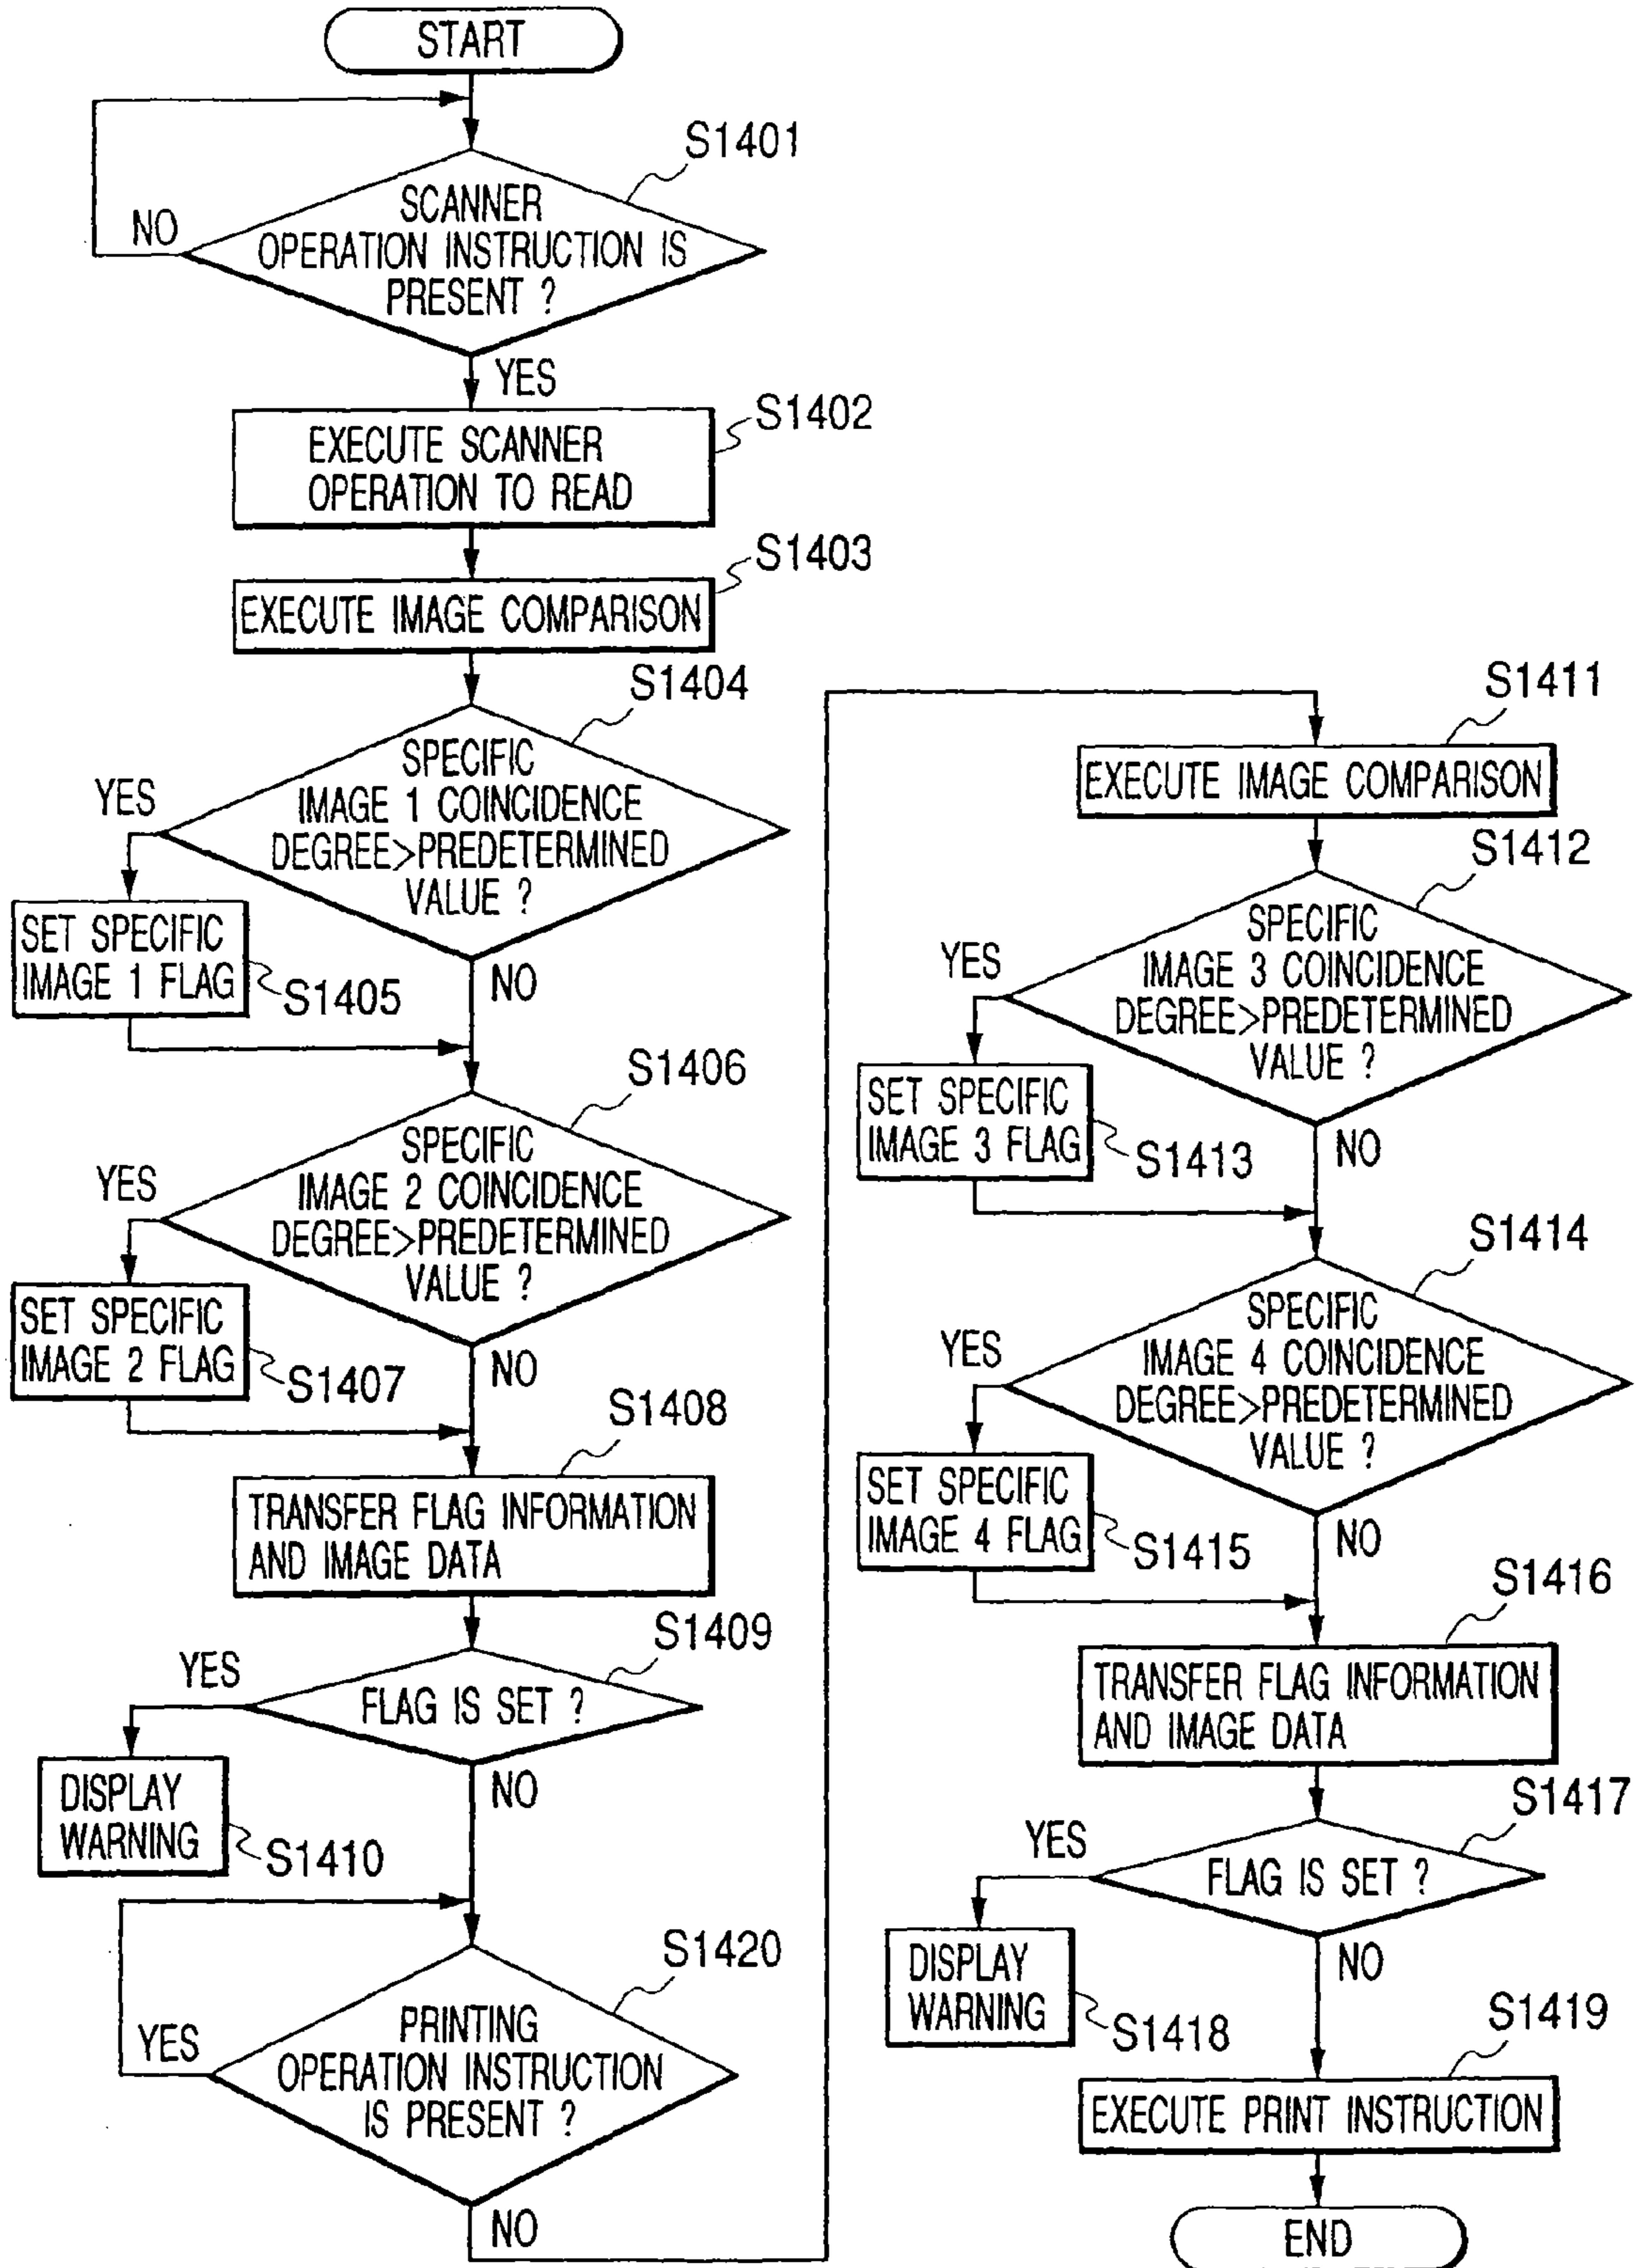 START
S1401
SCANNER
OPERATION INSTRUCTION IS
PRESENT ?
NO
YES
S1402
EXECUTE SCANNER
OPERATION TO READ
S1403
EXECUTE IMAGE COMPARISON
S1404
SPECIFIC
IMAGE 1 COINCIDENCE
DEGREE>PREDETERMINED
VALUE ?
YES
SET SPECIFIC
IMAGE 1 FLAG
S1405
NO
S1406
SPECIFIC
IMAGE 2 COINCIDENCE
DEGREE>PREDETERMINED
VALUE ?
YES
SET SPECIFIC
IMAGE 2 FLAG
S1407
NO
S1408
TRANSFER FLAG INFORMATION
AND IMAGE DATA
S1409
YES
FLAG IS SET ?
NO
DISPLAY
WARNING
S1410
S1420
PRINTING
OPERATION INSTRUCTION
IS PRESENT ?
YES
NO
S1411
EXECUTE IMAGE COMPARISON
S1412
SPECIFIC
IMAGE 3 COINCIDENCE
DEGREE>PREDETERMINED
VALUE ?
YES
SET SPECIFIC
IMAGE 3 FLAG
S1413
NO
S1414
SPECIFIC
IMAGE 4 COINCIDENCE
DEGREE>PREDETERMINED
VALUE ?
YES
SET SPECIFIC
IMAGE 4 FLAG
S1415
NO
S1416
TRANSFER FLAG INFORMATION
AND IMAGE DATA
S1417
YES
FLAG IS SET ?
NO
DISPLAY
WARNING
S1418
S1419
EXECUTE PRINT INSTRUCTION
END